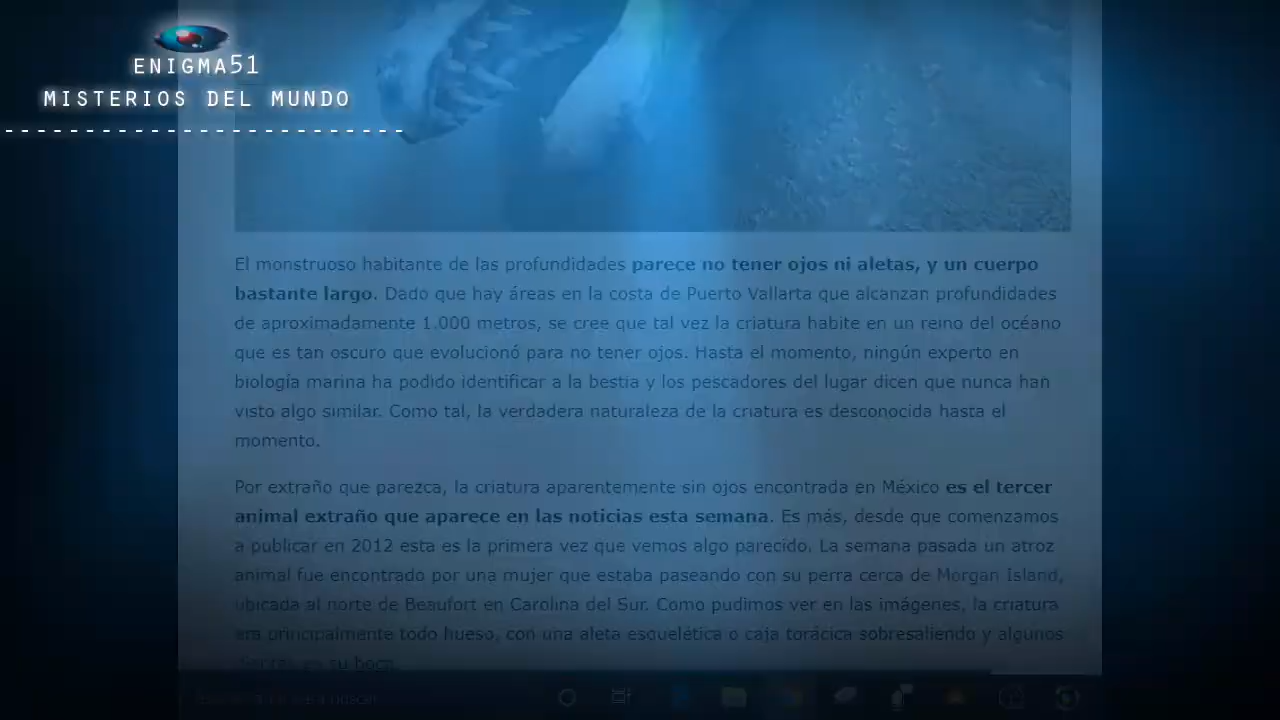 ENIGMA51
MISTERIOS DEL MUNDO
El monstruoso habitante de las profundidades parece no tener ojos ni aletas, y un cuerpo
bastante largo. Dado que hay áreas en la costa de Puerto Vallarta que alcanzan profundidades
de aproximadamente 1.000 metros, se cree que tal vez la criatura habite en un reino del océano
que es tan oscuro que evolucionó para no tener ojos. Hasta el momento, ningún experto en
biología marina ha podido identificar a la bestia y los pescadores del lugar dicen que nunca han
visto algo similar. Como tal, la verdadera naturaleza de la criatura es desconocida hasta el
momento.
Por extraño que parezca, la criatura aparentemente sin ojos encontrada en México es el tercer
animal extraño que aparece en las noticias esta semana. Es más, desde que comenzamos
a publicar en 2012 esta es la primera vez que vemos algo parecido. La semana pasada un atroz
animal fue encontrado por una mujer que estaba paseando con su perra cerca de Morgan Island,
ubicada al norte de Beaufort en Carolina del Sur. Como pudimos ver en las imágenes, la criatura
era principalmente todo hueso, con una aleta esquelética o caja torácica sobresaliendo y algunos
en su boca.